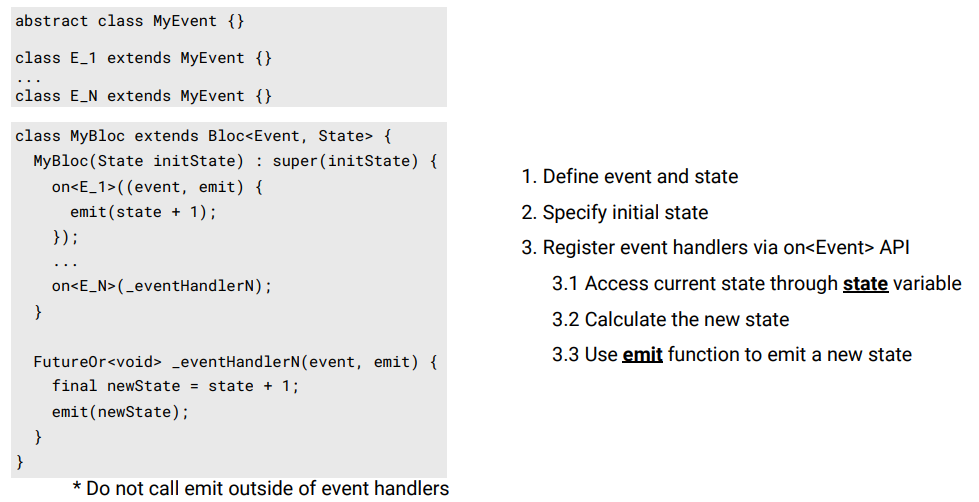 abstract class MyEvent {}
class E_1 extends MyEvent {}
...
class E_N extends MyEvent {}
class MyBloc extends Bloc<Event, State> {
MyBloc(State initState) : super(initState) {
on<E_1>((event, emit) {
emit(state + 1);
});
...
on<E_N>(_eventHandlerN);
}
FutureOr<void> _eventHandlerN(event, emit) {
final newState = state + 1;
emit(newState);
}
}
* Do not call emit outside of event handlers
1. Define event and state
2. Specify initial state
3. Register event handlers via on<Event> API
3.1 Access current state through state variable
3.2 Calculate the new state
3.3 Use emit function to emit a new state